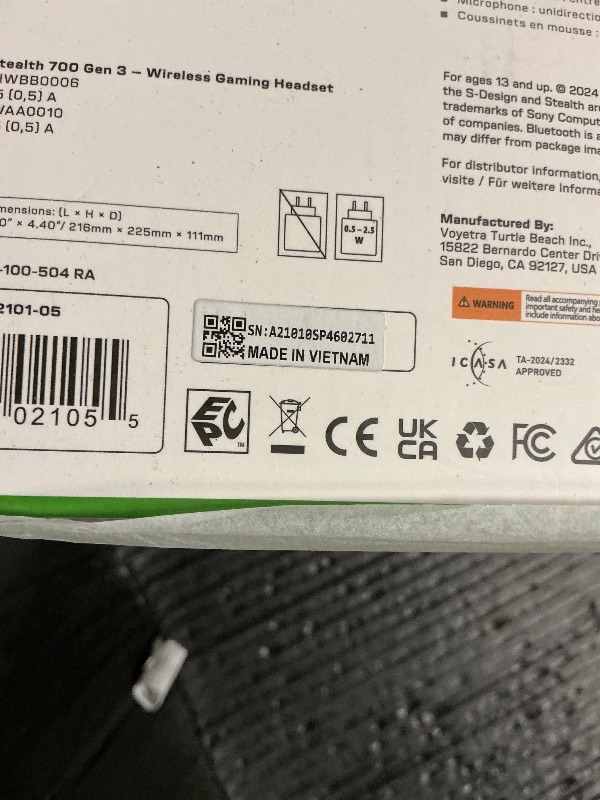 Microphone : unidirectio
■ Coussinets en mousse :
tealth 700 Gen 3 – Wireless Gaming Headset
HWBB0006
5 (0,5) A
VAA0010
(0,5) A
For ages 13 and up. © 2024
the S-Design and Stealth ar
trademarks of Sony Comput
of companies. Bluetooth is a
may differ from package ima
For distributor information,
visite / Für weitere Informa
mensions: (L × H × D)
0" × 4.40"/ 216mm × 225mm × 111mm
0.5 – 2.5
W
Manufactured By:
Voyetra Turtle Beach Inc.,
15822 Bernardo Center Dri
San Diego, CA 92127, USA
-100-504 RA
2101-05
02105 5
SN:A21010SP4602711
MADE IN VIETNAM
WARNING
Read all accompanying
important safety and he
include information abo
ICASA
TA-2024/2332
APPROVED
EPC™
CE
UK
CA
FC